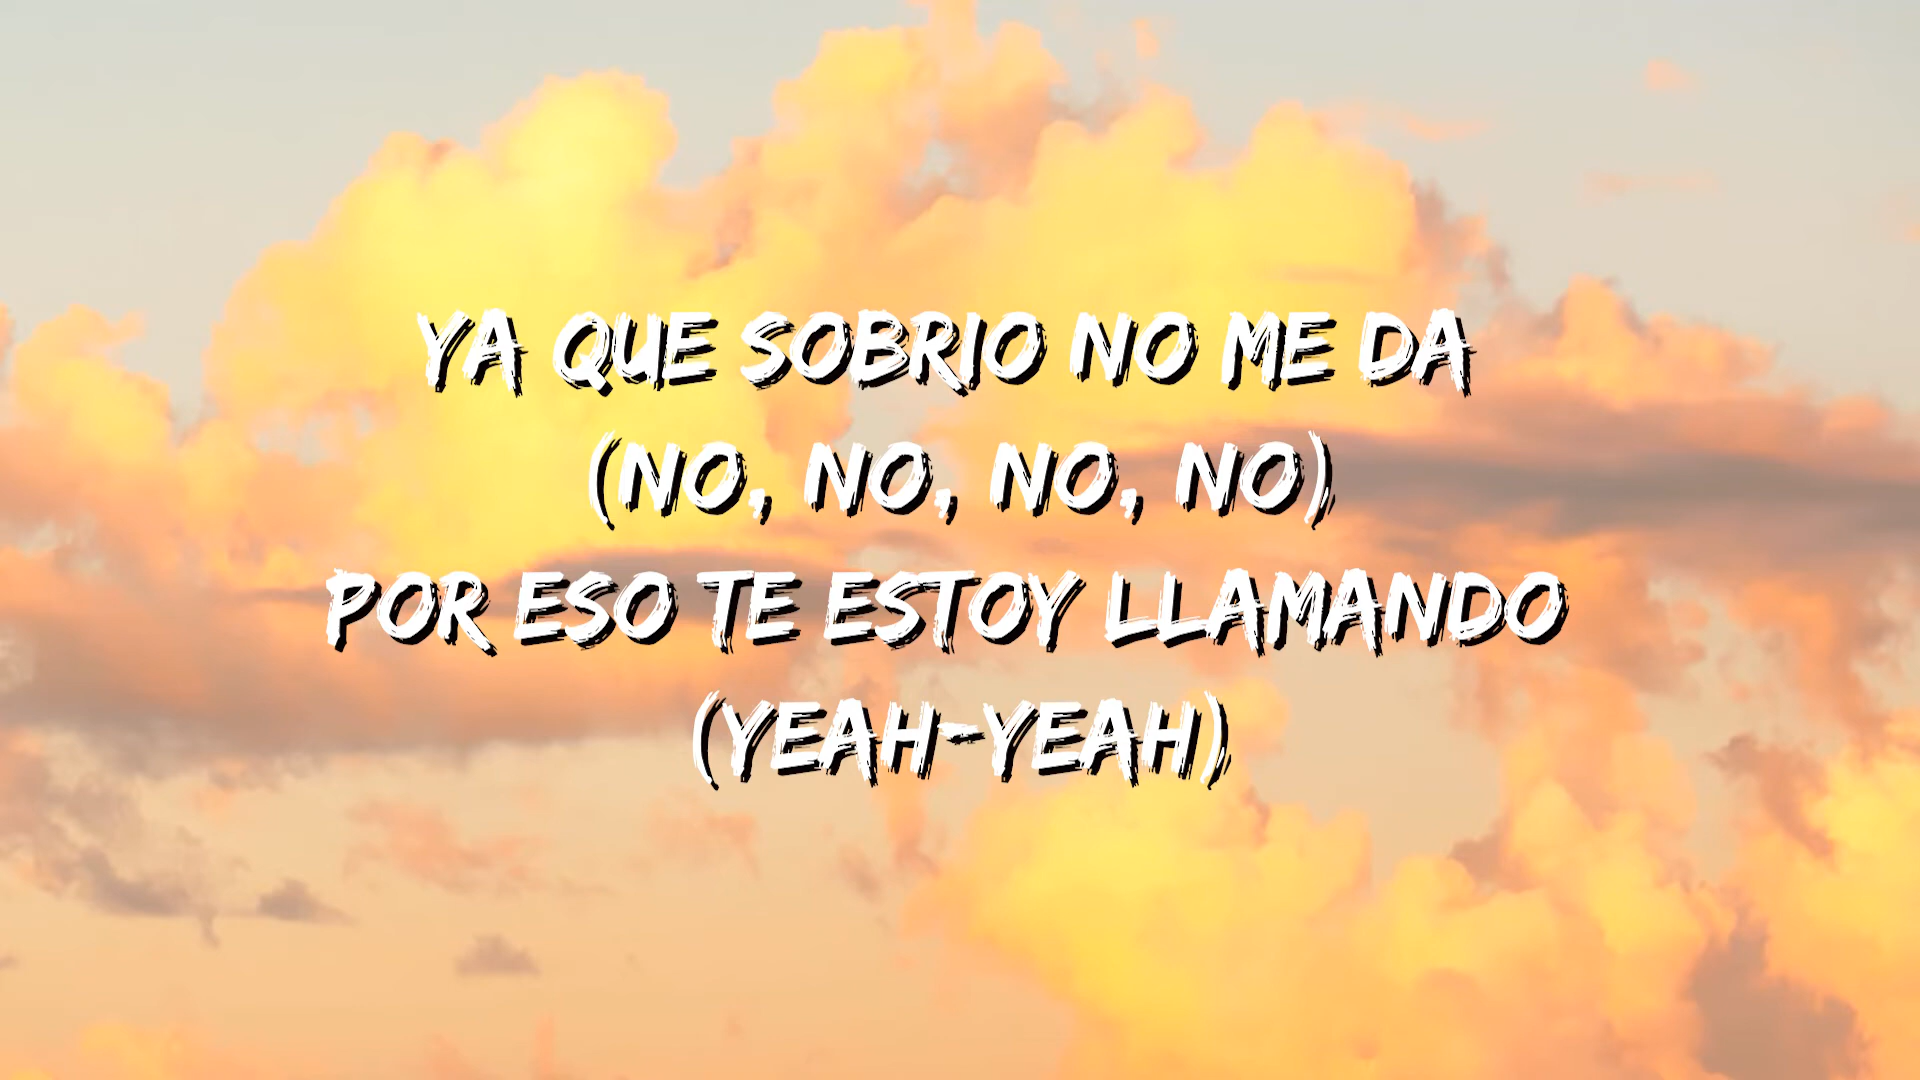 YA QUE SOBRIO NO ME DA
(NO, NO, NO, NO)
POR ESO TE ESTOY LLAMANDO
(YEAH-YEAH)